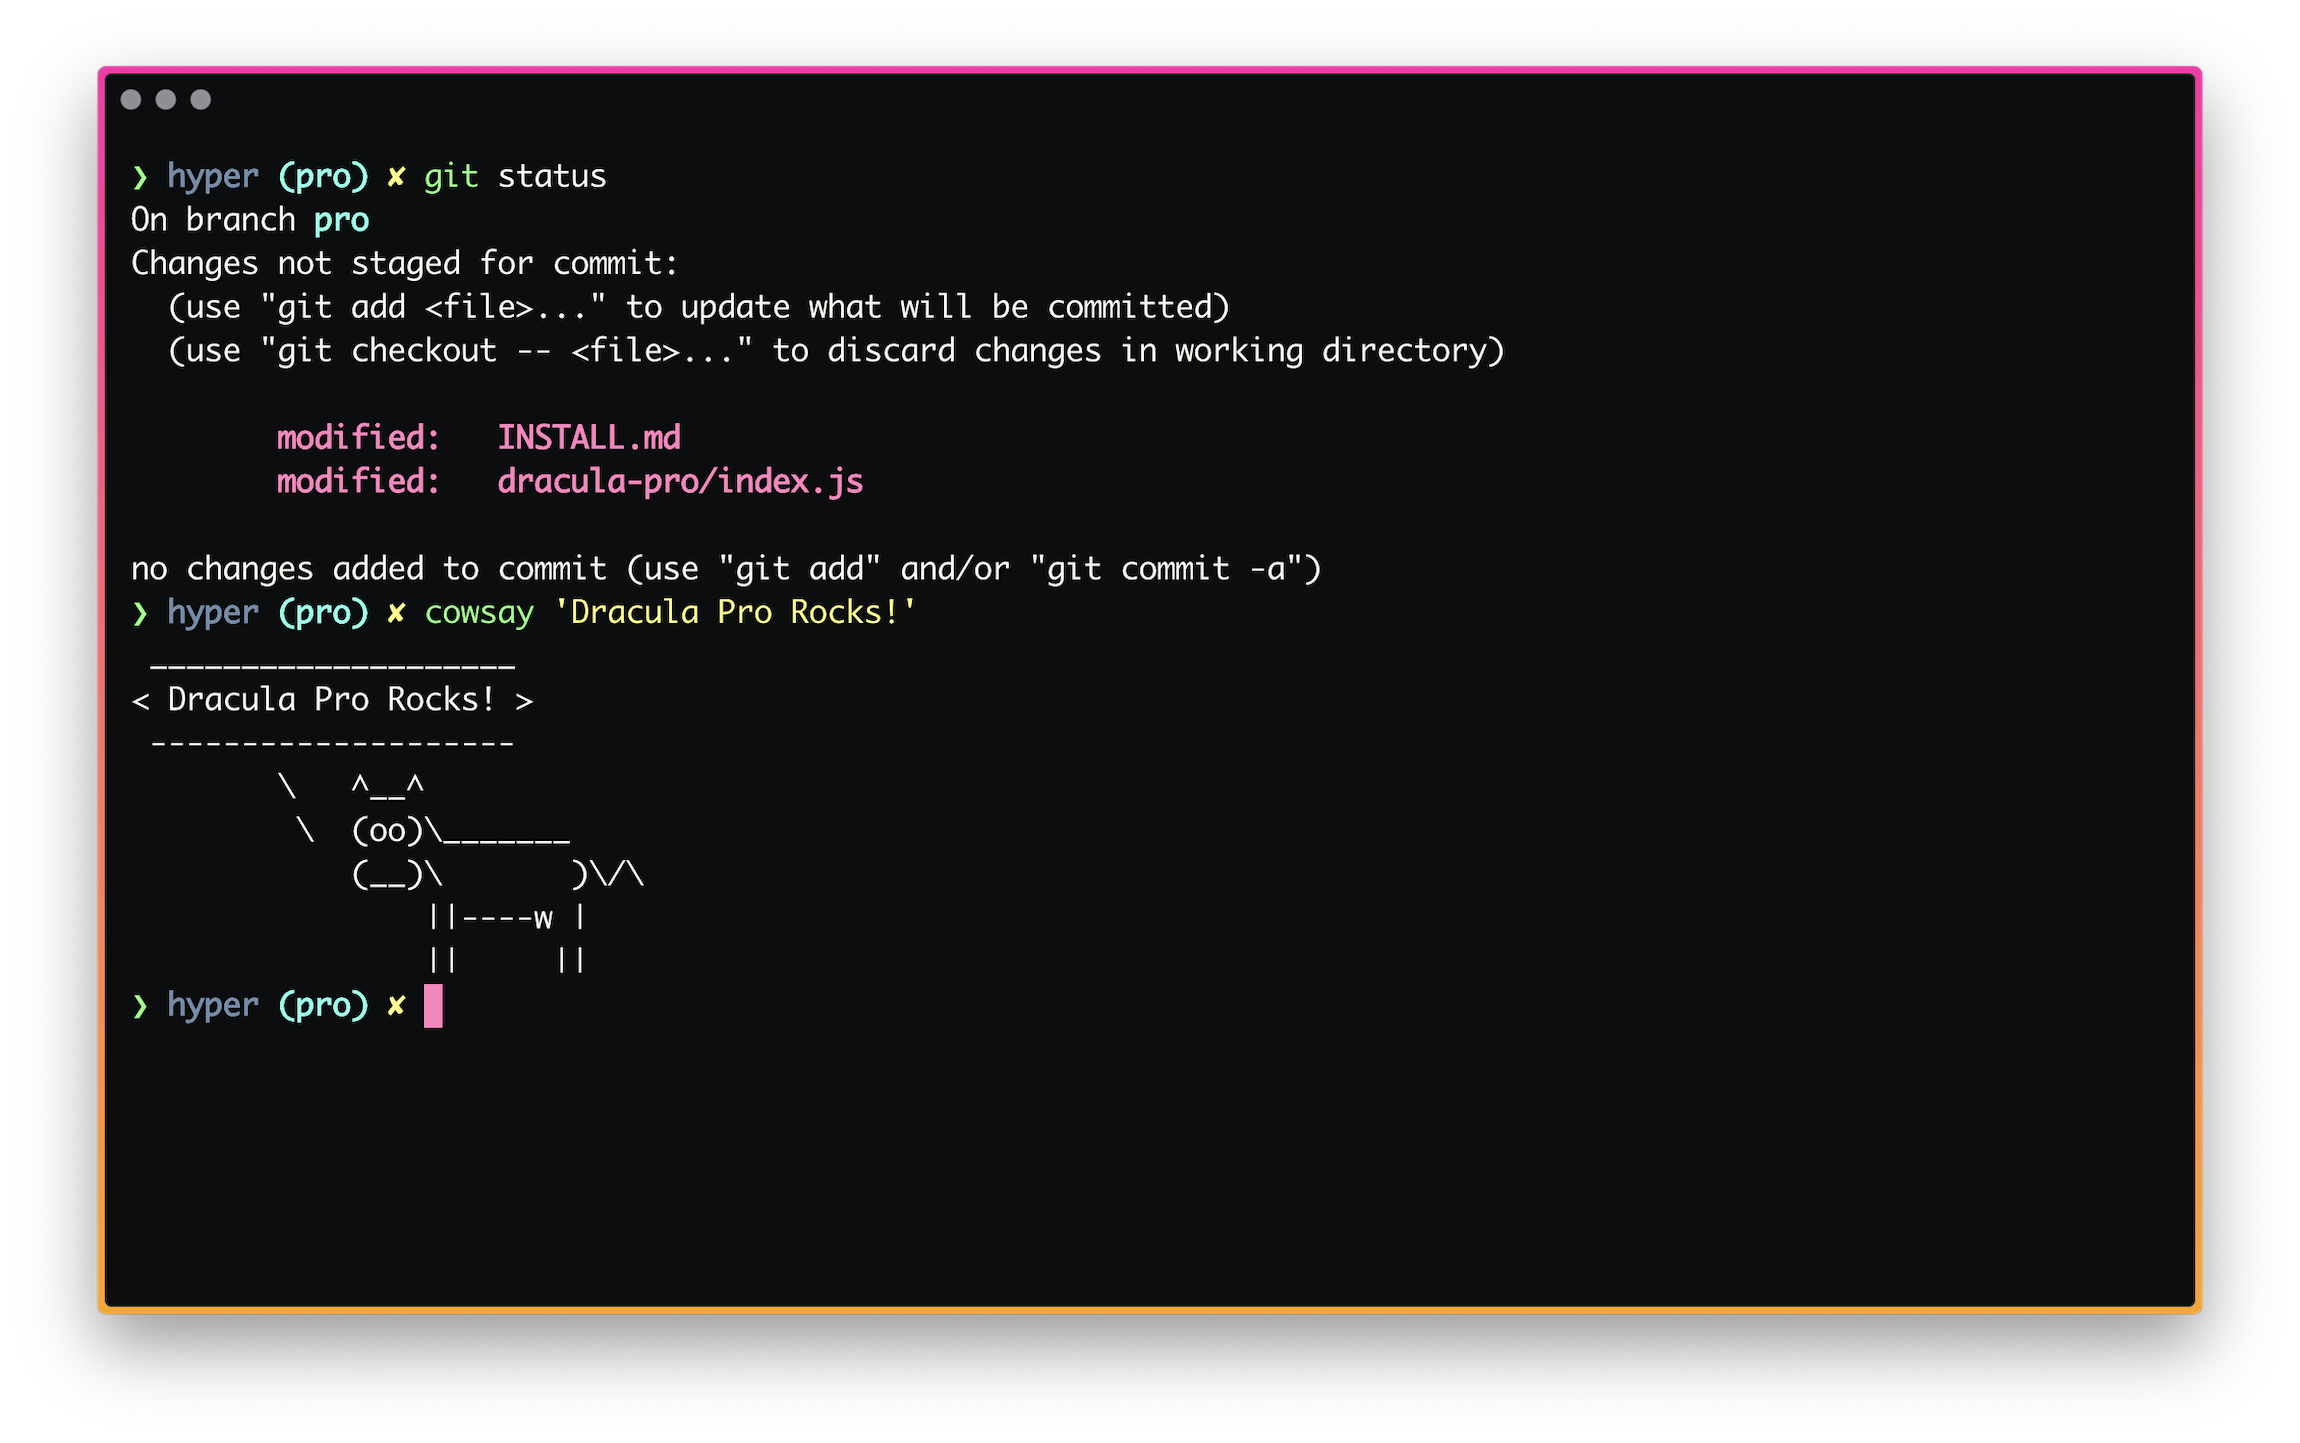 ❯ hyper (pro) ✘ git status
On branch pro
Changes not staged for commit:
  (use "git add <file>..." to update what will be committed)
  (use "git checkout -- <file>..." to discard changes in working directory)

        modified:   INSTALL.md
        modified:   dracula-pro/index.js

no changes added to commit (use "git add" and/or "git commit -a")
❯ hyper (pro) ✘ cowsay 'Dracula Pro Rocks!'
 ____________________
< Dracula Pro Rocks! >
 --------------------
        \   ^__^
         \  (oo)\_______
            (__)\       )\/\
                ||----w |
                ||     ||
❯ hyper (pro) ✘